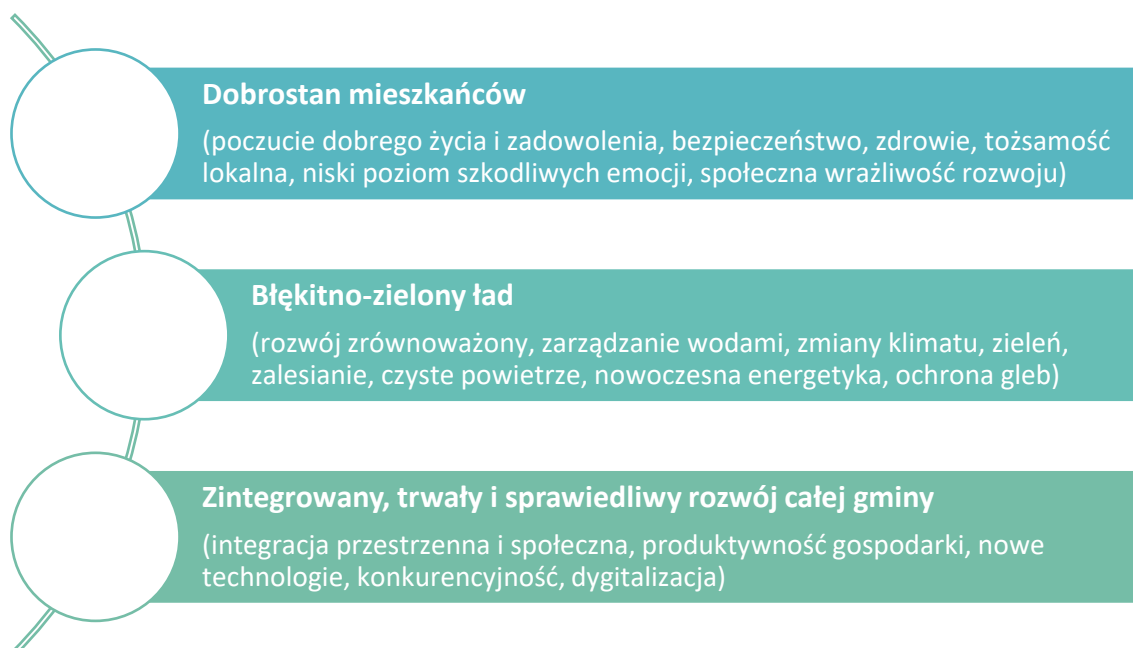 Dobrostan mieszkańców
(poczucie dobrego życia i zadowolenia, bezpieczeństwo, zdrowie, tożsamość
lokalna, niski poziom szkodliwych emocji, społeczna wrażliwość rozwoju)
Błękitno-zielony ład
(rozwój zrównoważony, zarządzanie wodami, zmiany klimatu, zieleń,
zalesianie, czyste powietrze, nowoczesna energetyka, ochrona gleb)
Zintegrowany, trwały i sprawiedliwy rozwój całej gminy
(integracja przestrzenna i społeczna, produktywność gospodarki, nowe
technologie, konkurencyjność, dygitalizacja)